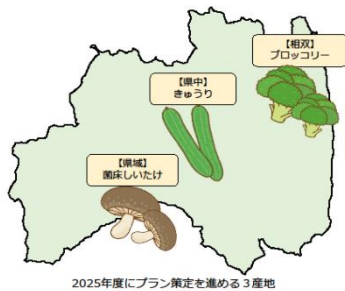 【相双】
ブロッコリー
【県中】
きゅうり
【県域】
菌床しいたけ
2025年度にプラン策定を進める3産地